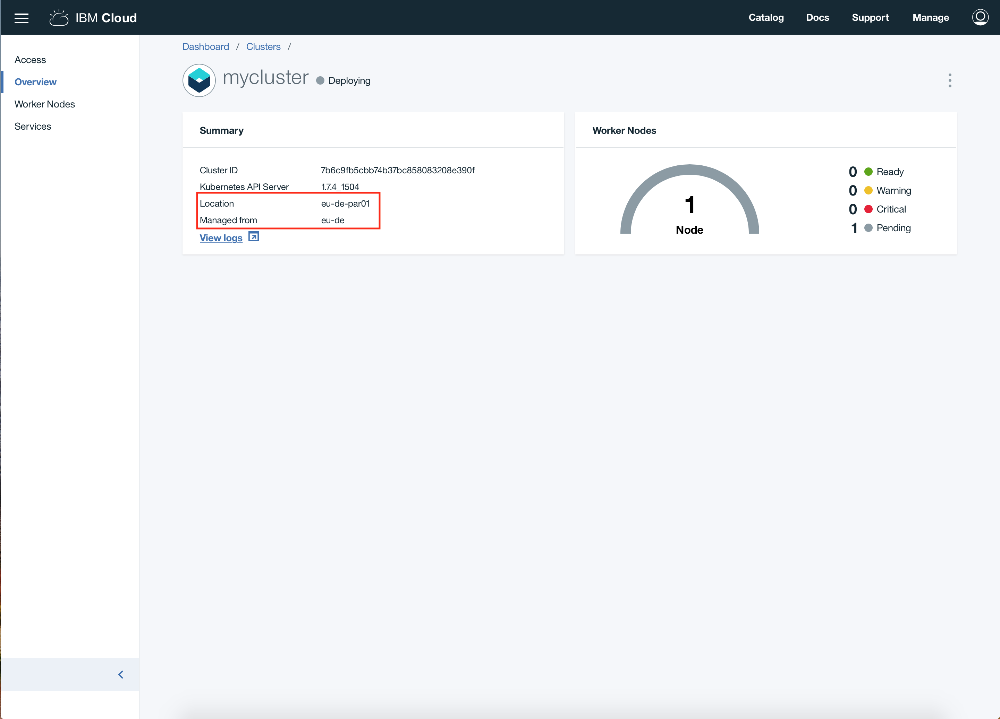 IBM Cloud
Catalog Docs Support Manage
Access
Overview
Worker Nodes
Services
Dashboard / Clusters /
mycluster Deploying
Summary
Cluster ID 7b6c9fb5cbb74b37bc858083208e390f
Kubernetes API Server 1.7.4_1504
Location eu-de-par01
Managed from eu-de
View logs
Worker Nodes
1
Node
0 Ready
0 Warning
0 Critical
1 Pending